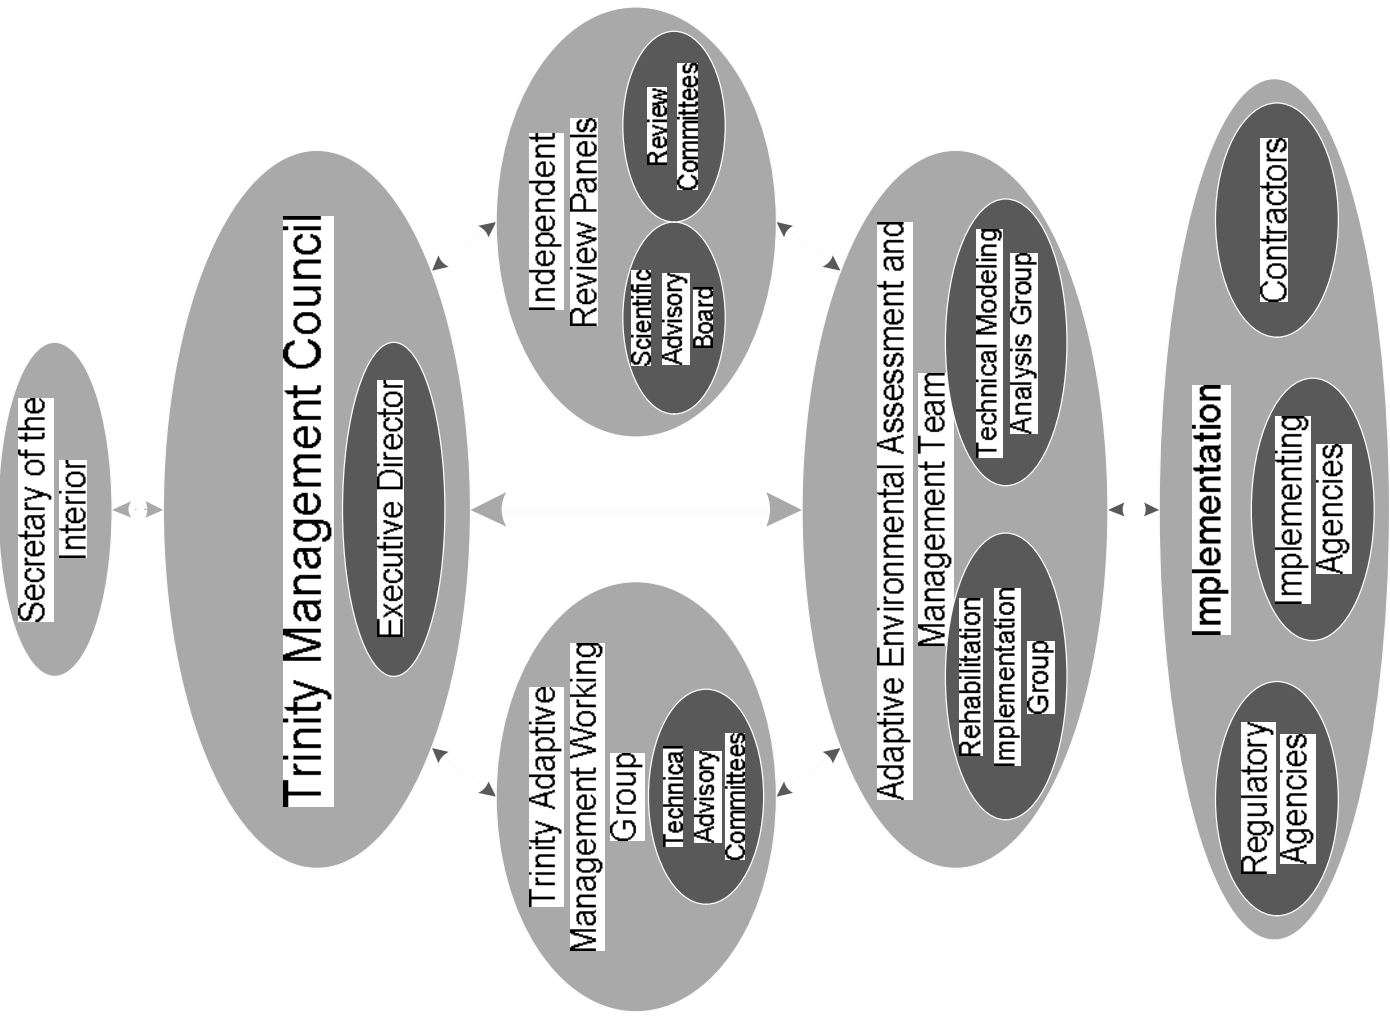 Secretary of the
Interior
Trinity Management Council
Executive Director
Trinity Adaptive
Management Working
Group
Technical
Advisory
Committees
Independent
Review Panels
Scientific
Advisory
Board
Review
Committees
Adaptive Environmental Assessment and
Management Team
Rehabilitation
Implementation
Group
Technical Modeling
Analysis Group
Implementation
Regulatory
Agencies
Implementing
Agencies
Contractors